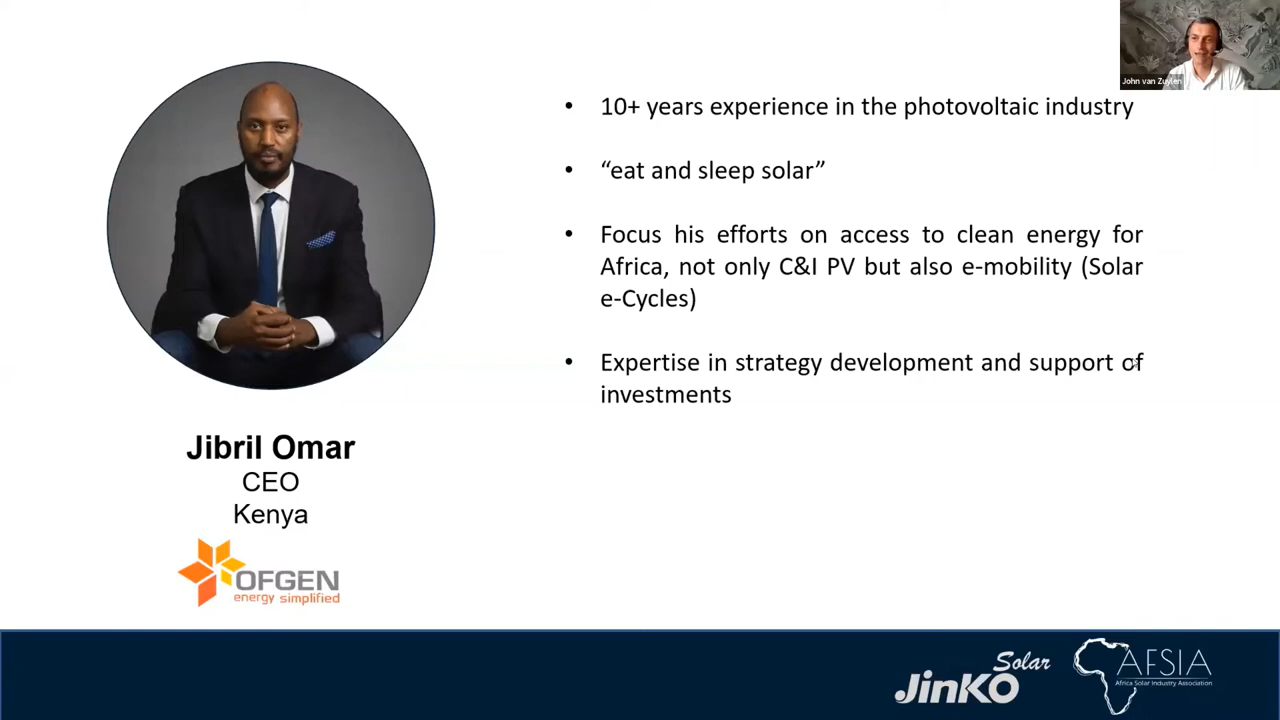 John van Zuylen
• 10+ years experience in the photovoltaic industry
• “eat and sleep solar”
• Focus his efforts on access to clean energy for
Africa, not only C&I PV but also e-mobility (Solar
e-Cycles)
• Expertise in strategy development and support of
investments
Jibril Omar
CEO
Kenya
OFGEN
energy simplified
Solar
JinKO
AFSIA
Africa Solar Industry Association